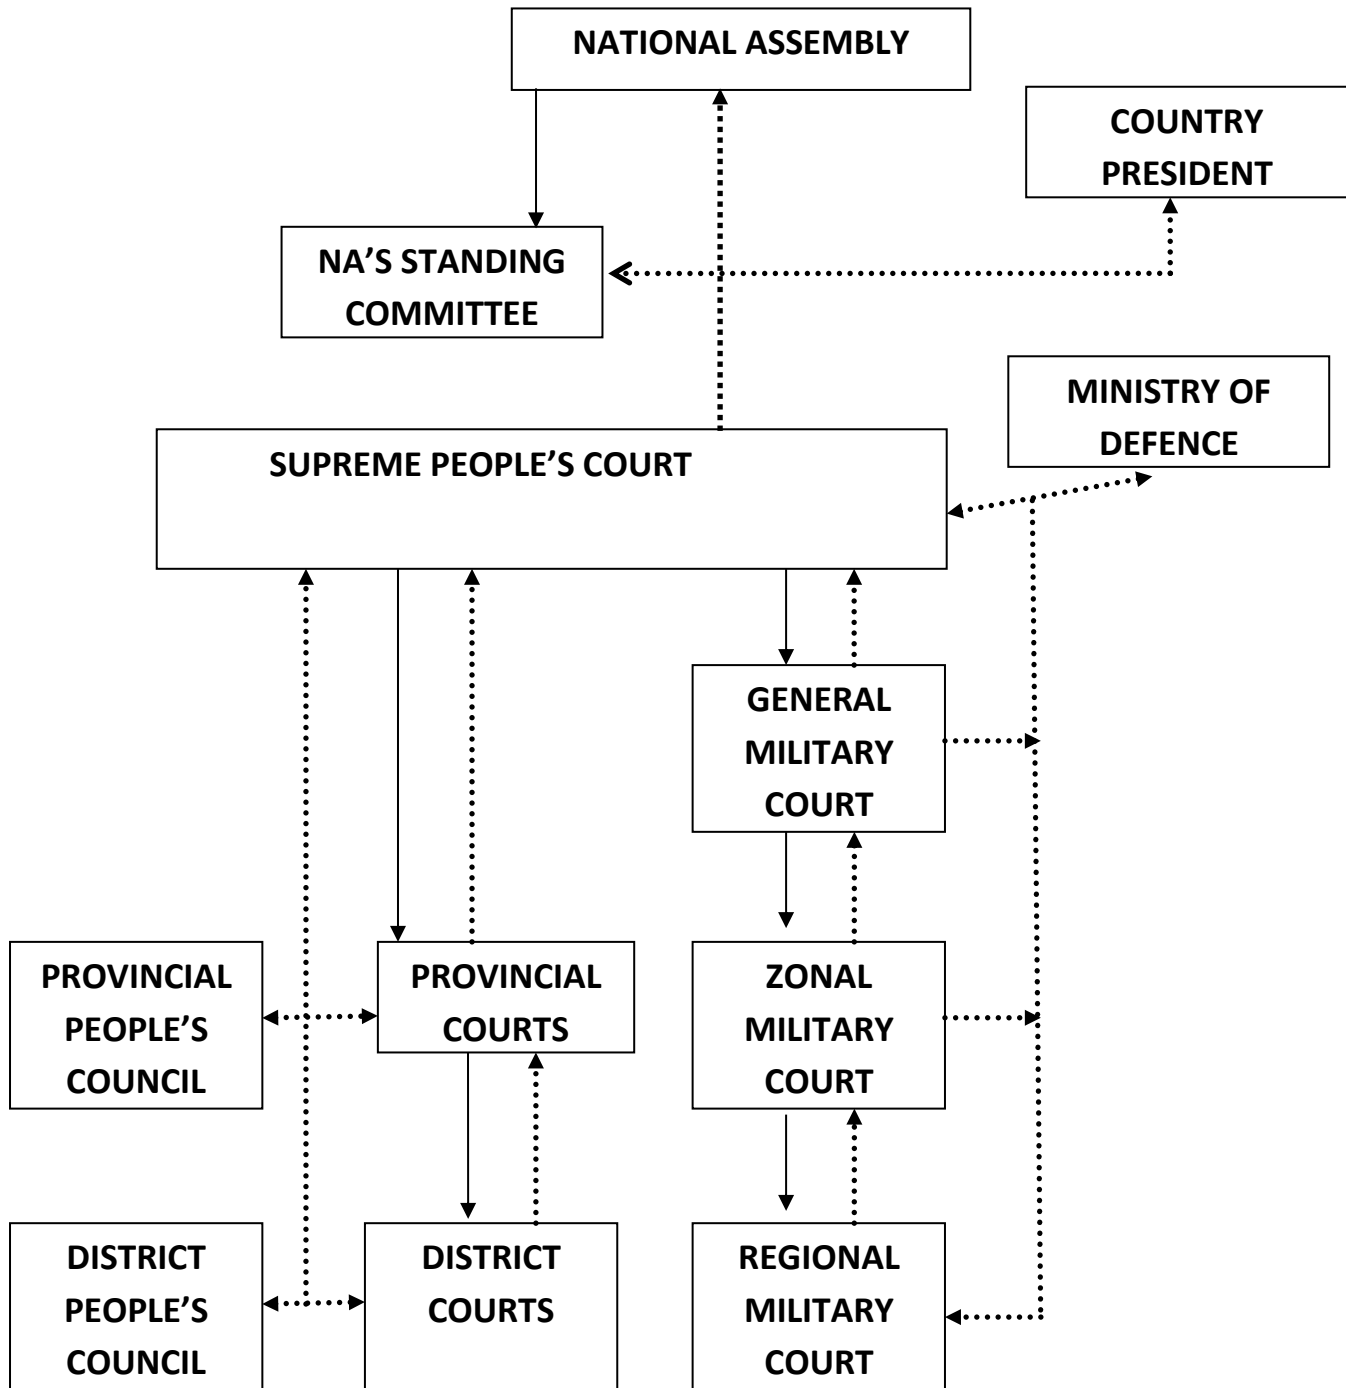 NATIONAL ASSEMBLY
COUNTRY
PRESIDENT
NA’S STANDING
COMMITTEE
MINISTRY OF
DEFENCE
SUPREME PEOPLE’S COURT
GENERAL
MILITARY
COURT
PROVINCIAL
PEOPLE’S
COUNCIL
PROVINCIAL
COURTS
ZONAL
MILITARY
COURT
DISTRICT
PEOPLE’S
COUNCIL
DISTRICT
COURTS
REGIONAL
MILITARY
COURT